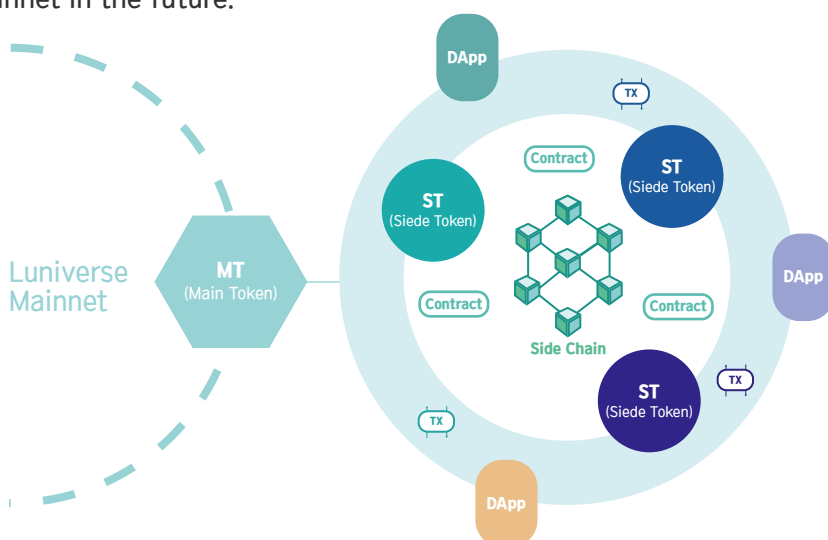 mainnet in the future.
DApp
TX
Contract
ST
(Siede Token)
ST
(Siede Token)
Luniverse
Mainnet
MT
(Main Token)
DApp
Contract
Contract
Side Chain
ST
(Siede Token)
TX
TX
DApp